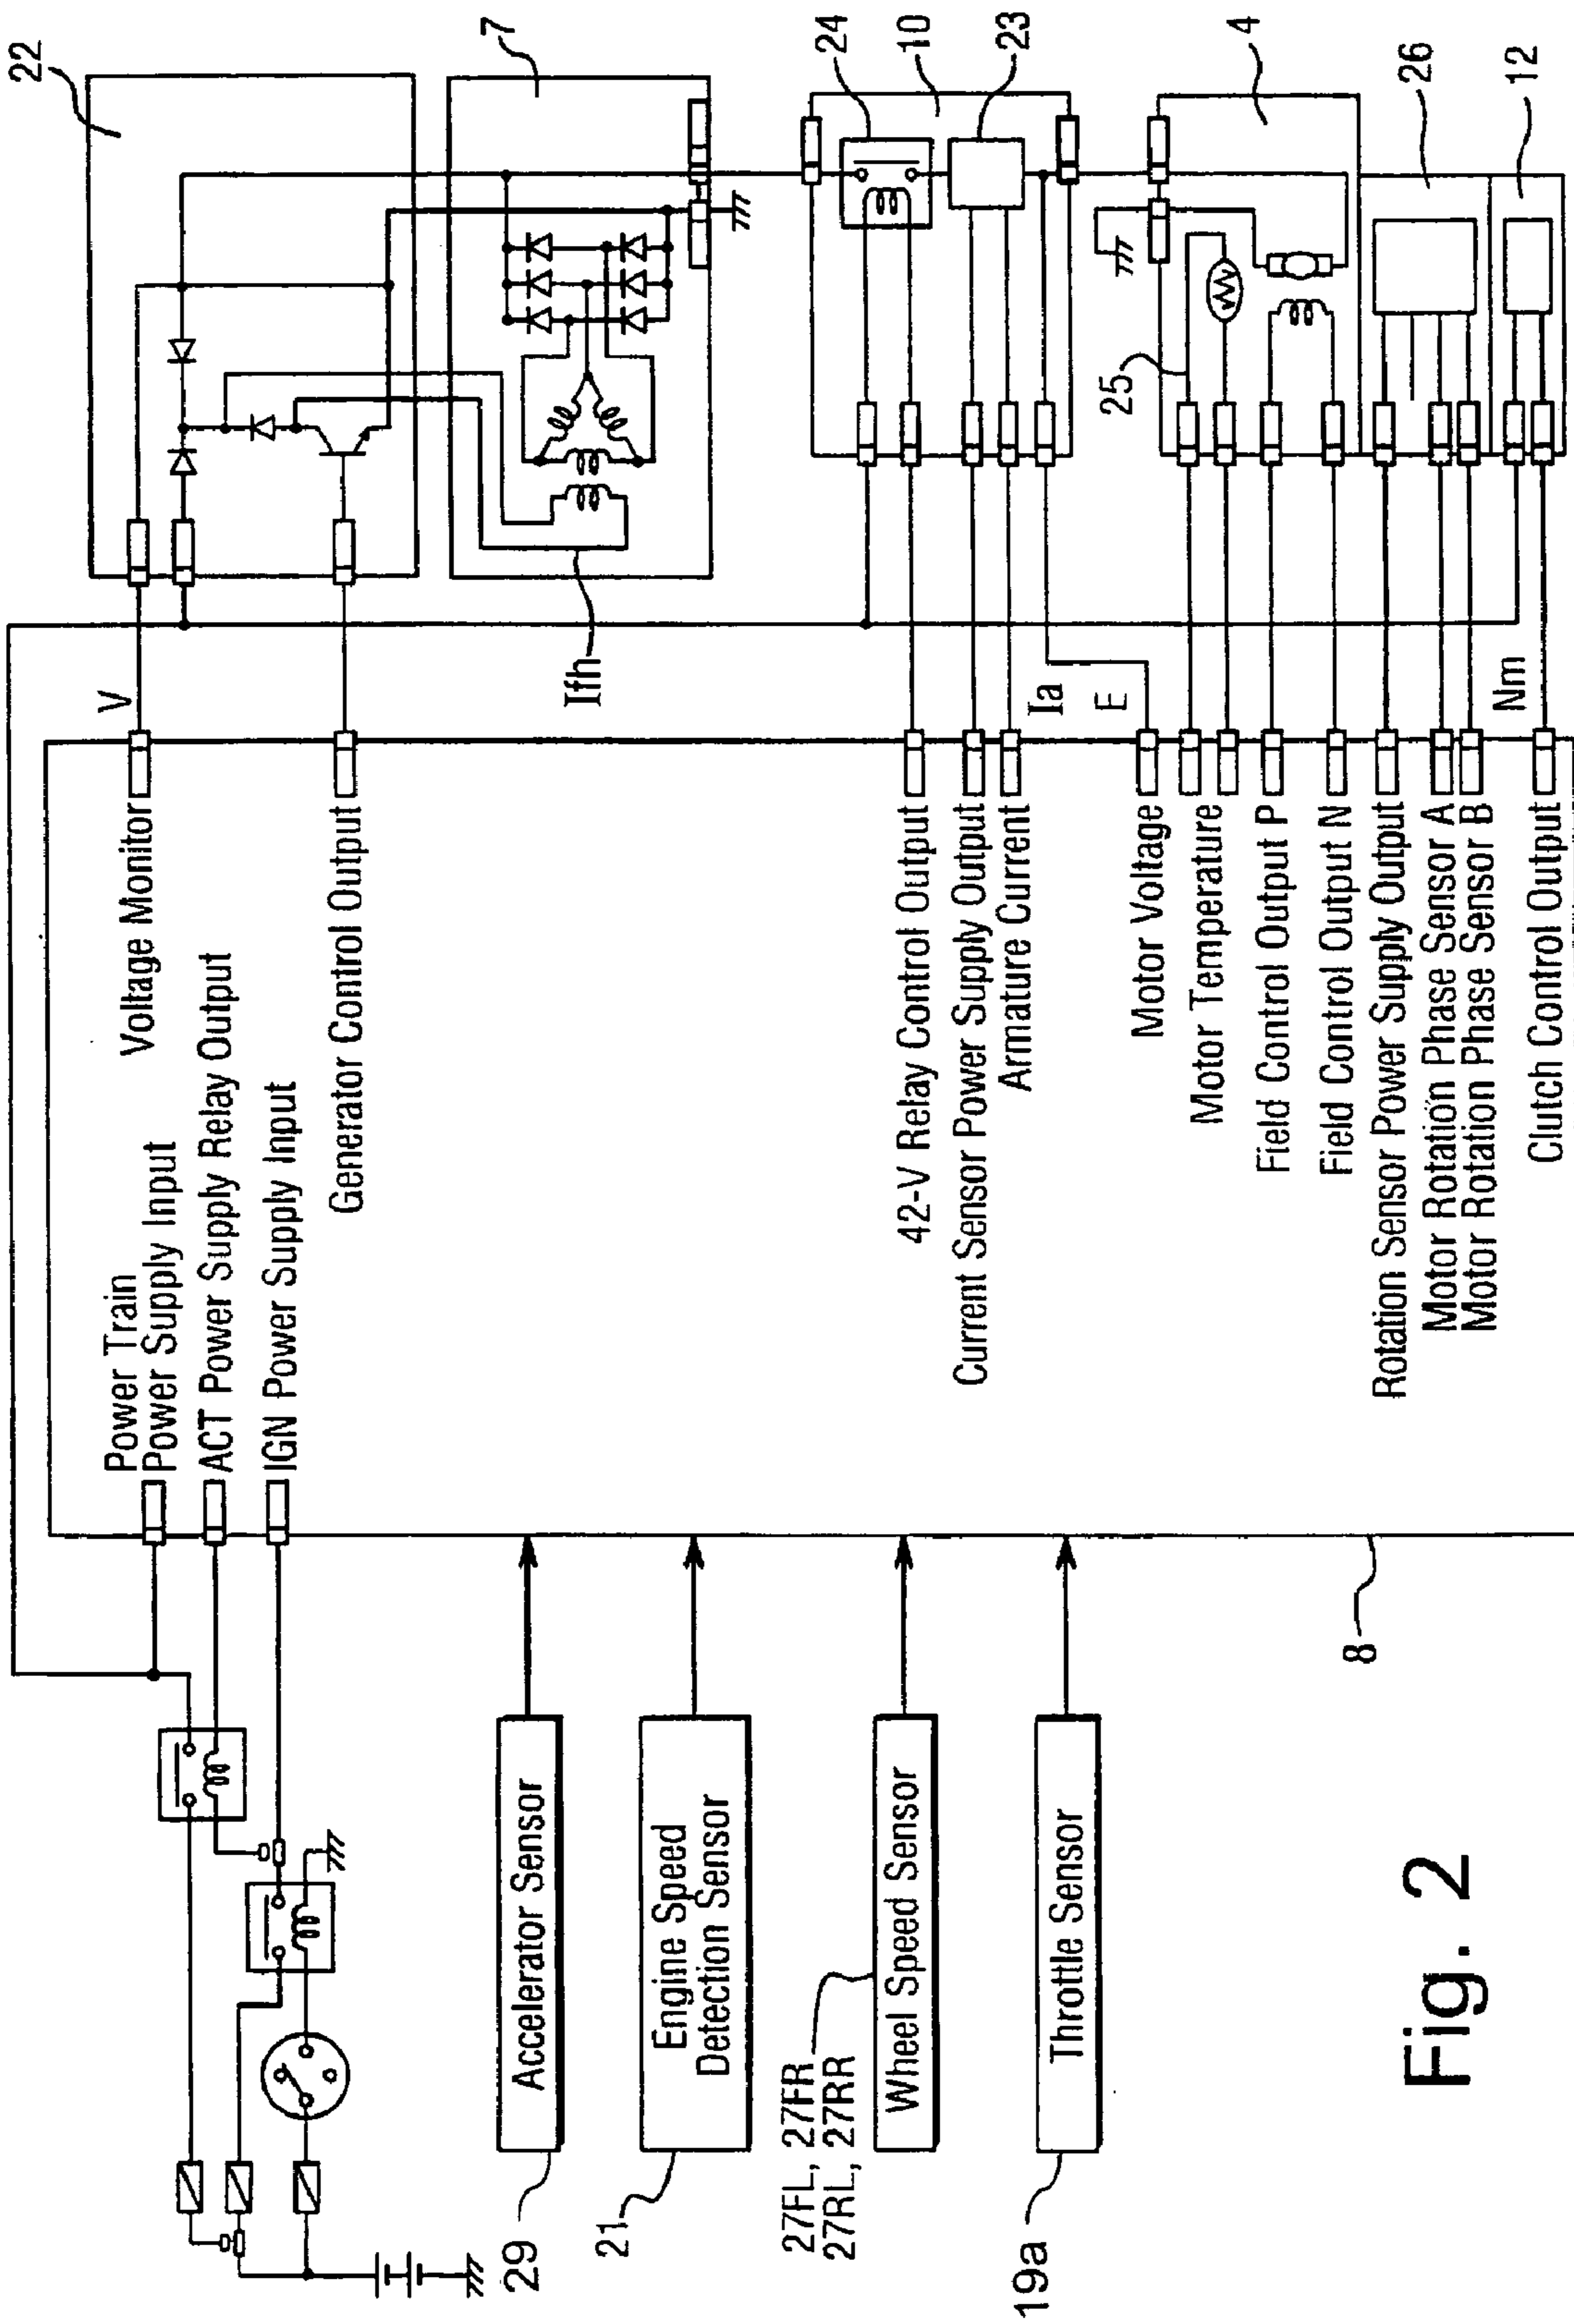 22
7
24
10
23
4
26
12
25
Ifh
V
Ia
E
Nm
Voltage Monitor
Generator Control Output
42-V Relay Control Output
Current Sensor Power Supply Output
Armature Current
Motor Voltage
Motor Temperature
Field Control Output P
Field Control Output N
Rotation Sensor Power Supply Output
Motor Rotation Phase Sensor A
Motor Rotation Phase Sensor B
Clutch Control Output
Power Train
Power Supply Input
ACT Power Supply Relay Output
IGN Power Supply Input
8
Accelerator Sensor
29
Engine Speed
Detection Sensor
21
Wheel Speed Sensor
27FL, 27FR
27RL, 27RR
Throttle Sensor
19a
Fig. 2